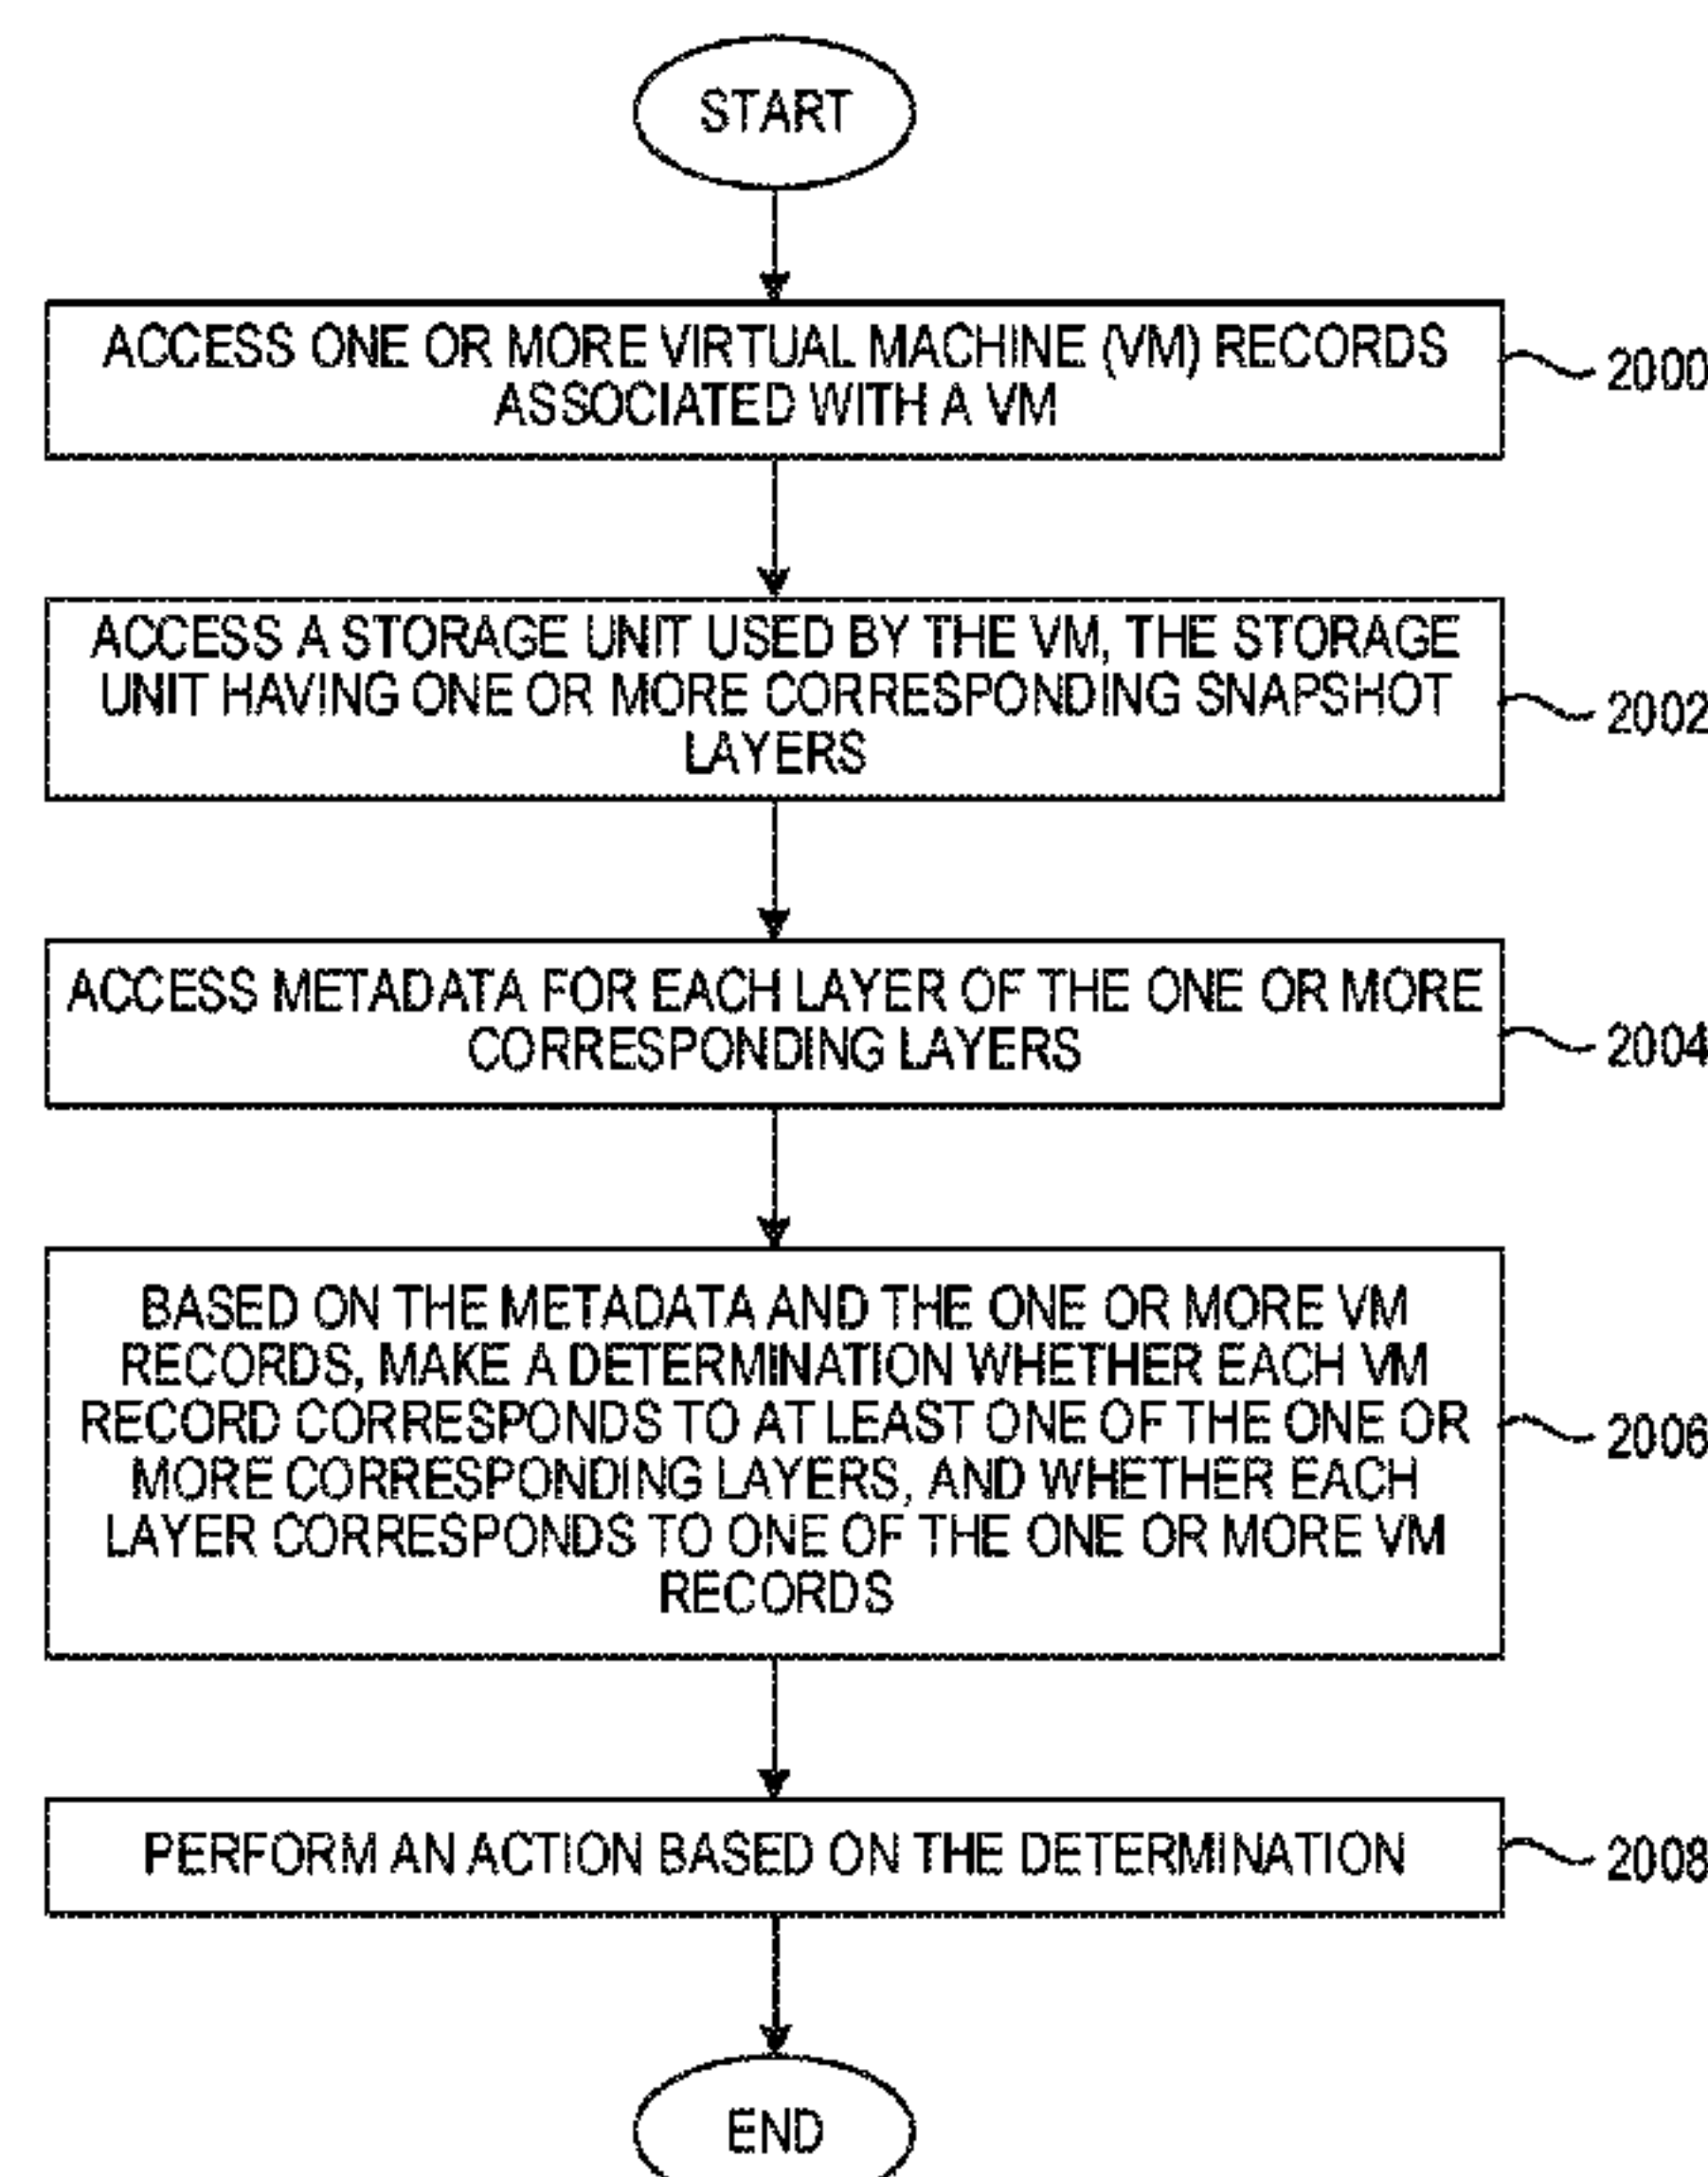 START
ACCESS ONE OR MORE VIRTUAL MACHINE (VM) RECORDS
ASSOCIATED WITH A VM
2000
ACCESS A STORAGE UNIT USED BY THE VM, THE STORAGE
UNIT HAVING ONE OR MORE CORRESPONDING SNAPSHOT
LAYERS
2002
ACCESS METADATA FOR EACH LAYER OF THE ONE OR MORE
CORRESPONDING LAYERS
2004
BASED ON THE METADATA AND THE ONE OR MORE VM
RECORDS, MAKE A DETERMINATION WHETHER EACH VM
RECORD CORRESPONDS TO AT LEAST ONE OF THE ONE OR
MORE CORRESPONDING LAYERS, AND WHETHER EACH
LAYER CORRESPONDS TO ONE OF THE ONE OR MORE VM
RECORDS
2006
PERFORM AN ACTION BASED ON THE DETERMINATION
2008
END